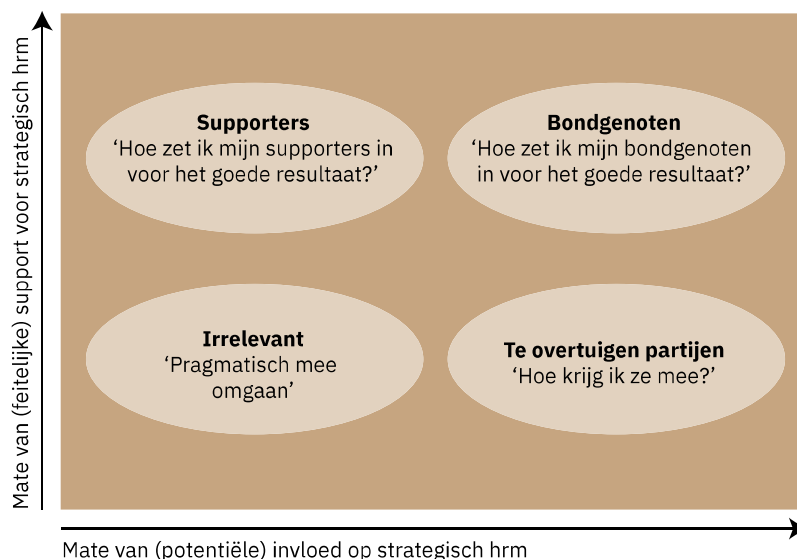 Mate van (feitelijke) support voor strategisch hrm
Supporters
‘Hoe zet ik mijn supporters in
voor het goede resultaat?’
Bondgenoten
‘Hoe zet ik mijn bondgenoten
in voor het goede resultaat?’
Irrelevant
‘Pragmatisch mee
omgaan’
Te overtuigen partijen
‘Hoe krijg ik ze mee?’
Mate van (potentiële) invloed op strategisch hrm